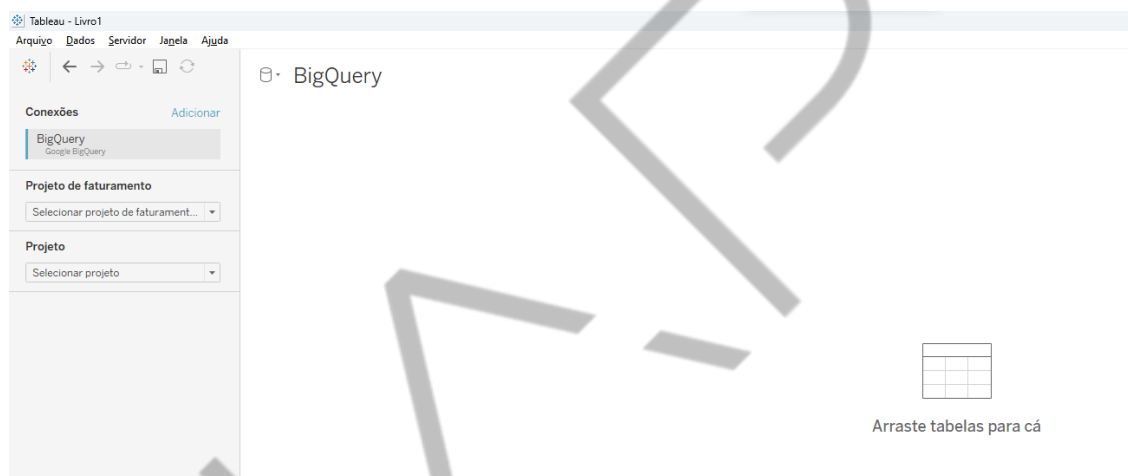 Tableau - Livro1
Arquivo Dados Servidor Janela Ajuda
BigQuery
Conexões Adicionar
BigQuery
Google BigQuery
Projeto de faturamento
Selecionar projeto de faturament...
Projeto
Selecionar projeto
Arraste tabelas para cá